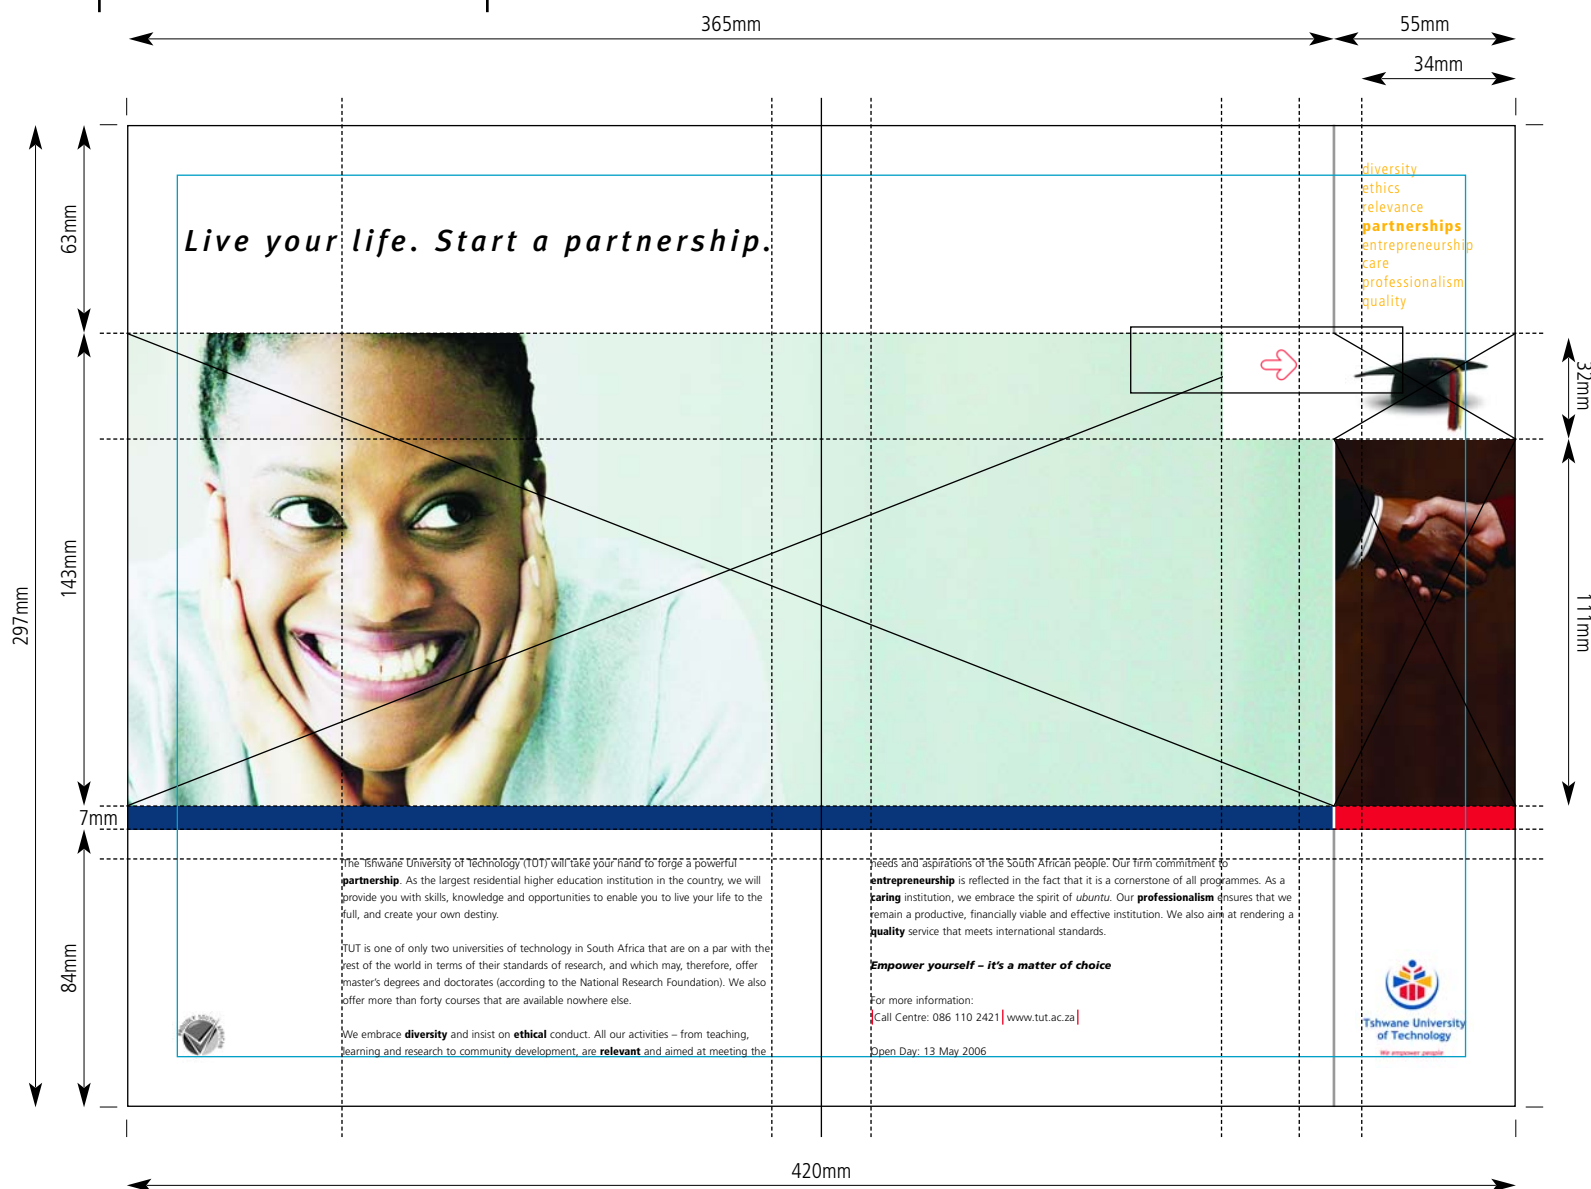 365mm
55mm
34mm
63mm
143mm
297mm
7mm
84mm
32mm
111mm
420mm
Live your life. Start a partnership.
diversity
ethics
relevance
partnerships
entrepreneurship
care
professionalism
quality
The Tshwane University of Technology (TUT) will take your hand to forge a powerful
partnership. As the largest residential higher education institution in the country, we will
provide you with skills, knowledge and opportunities to enable you to live your life to the
full, and create your own destiny.
TUT is one of only two universities of technology in South Africa that are on a par with the
rest of the world in terms of their standards of research, and which may, therefore, offer
master's degrees and doctorates (according to the National Research Foundation). We also
offer more than forty courses that are available nowhere else.
We embrace diversity and insist on ethical conduct. All our activities – from teaching,
learning and research to community development, are relevant and aimed at meeting the
needs and aspirations of the South African people. Our firm commitment to
entrepreneurship is reflected in the fact that it is a cornerstone of all programmes. As a
caring institution, we embrace the spirit of ubuntu. Our professionalism ensures that we
remain a productive, financially viable and effective institution. We also aim at rendering a
quality service that meets international standards.
Empower yourself – it's a matter of choice
For more information:
Call Centre: 086 110 2421 | www.tut.ac.za |
Open Day: 13 May 2006
PROUDLY SOUTH AFRICAN
Tshwane University
of Technology
We empower people